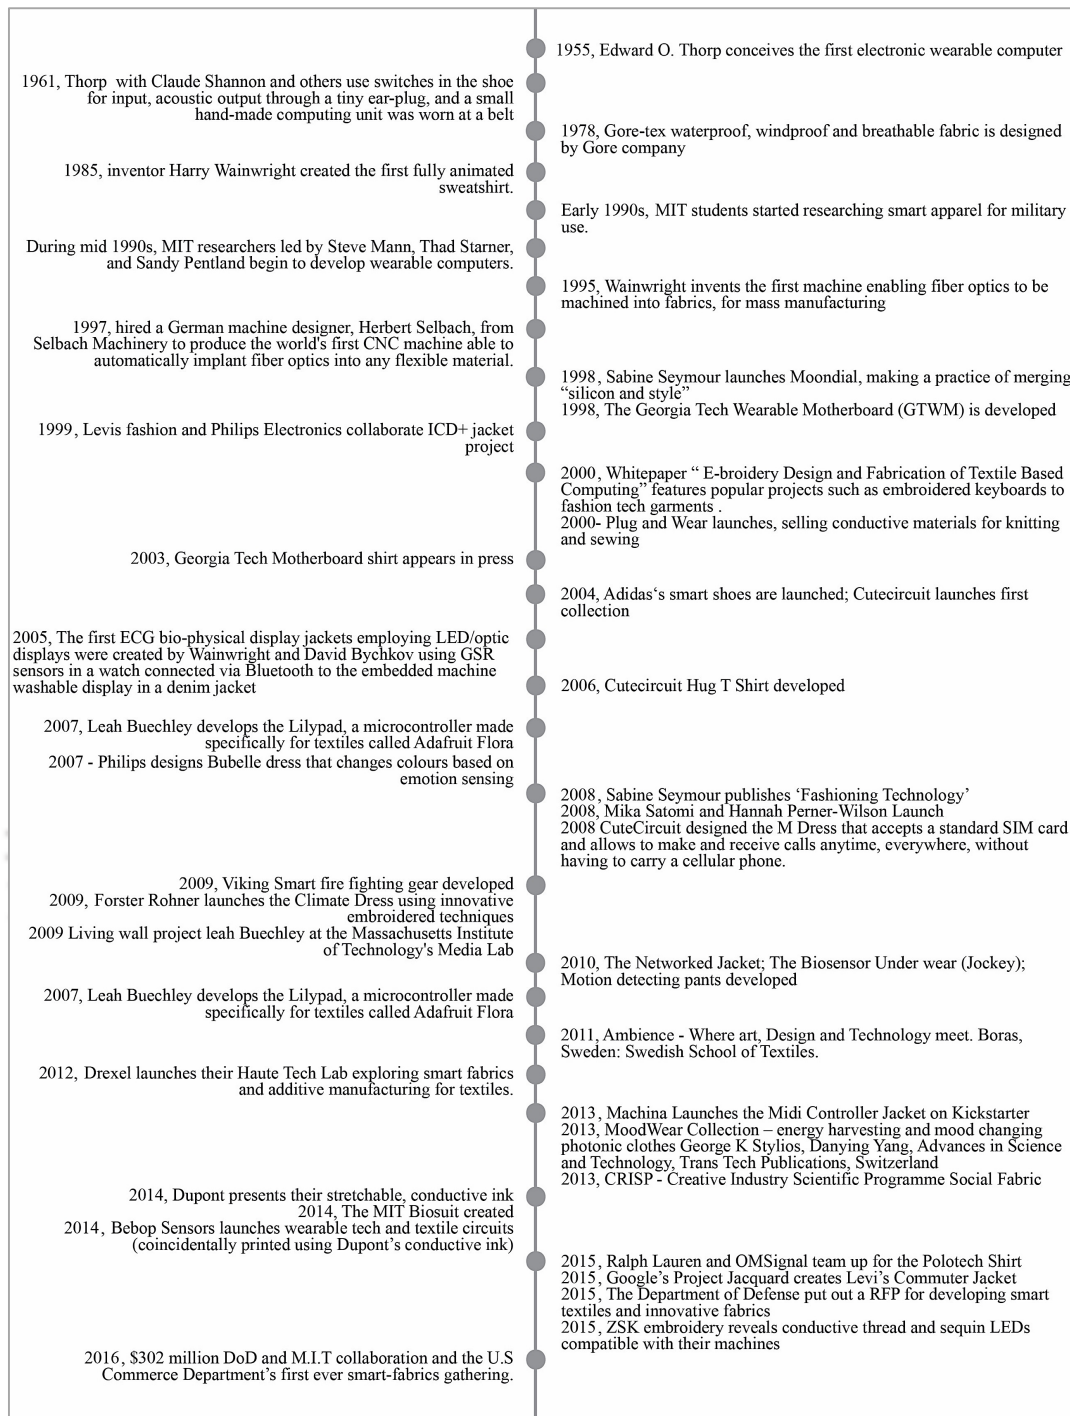 1955, Edward O. Thorp conceives the first electronic wearable computer
1961, Thorp with Claude Shannon and others use switches in the shoe
for input, acoustic output through a tiny ear-plug, and a small
hand-made computing unit was worn at a belt
1978, Gore-tex waterproof, windproof and breathable fabric is designed
by Gore company
1985, inventor Harry Wainwright created the first fully animated
sweatshirt.
Early 1990s, MIT students started researching smart apparel for military
use.
During mid 1990s, MIT researchers led by Steve Mann, Thad Starner,
and Sandy Pentland begin to develop wearable computers.
1995, Wainwright invents the first machine enabling fiber optics to be
machined into fabrics, for mass manufacturing
1997, hired a German machine designer, Herbert Selbach, from
Selbach Machinery to produce the world's first CNC machine able to
automatically implant fiber optics into any flexible material.
1998, Sabine Seymour launches Moondial, making a practice of merging
“silicon and style”
1998, The Georgia Tech Wearable Motherboard (GTWM) is developed
1999, Levis fashion and Philips Electronics collaborate ICD+ jacket
project
2000, Whitepaper “ E-broidery Design and Fabrication of Textile Based
Computing” features popular projects such as embroidered keyboards to
fashion tech garments .
2000- Plug and Wear launches, selling conductive materials for knitting
and sewing
2003, Georgia Tech Motherboard shirt appears in press
2004, Adidas‘s smart shoes are launched; Cutecircuit launches first
collection
2005, The first ECG bio-physical display jackets employing LED/optic
displays were created by Wainwright and David Bychkov using GSR
sensors in a watch connected via Bluetooth to the embedded machine
washable display in a denim jacket
2006, Cutecircuit Hug T Shirt developed
2007, Leah Buechley develops the Lilypad, a microcontroller made
specifically for textiles called Adafruit Flora
2007 - Philips designs Bubelle dress that changes colours based on
emotion sensing
2008, Sabine Seymour publishes ‘Fashioning Technology’
2008, Mika Satomi and Hannah Perner-Wilson Launch
2008 CuteCircuit designed the M Dress that accepts a standard SIM card
and allows to make and receive calls anytime, everywhere, without
having to carry a cellular phone.
2009, Viking Smart fire fighting gear developed
2009, Forster Rohner launches the Climate Dress using innovative
embroidered techniques
2009 Living wall project leah Buechley at the Massachusetts Institute
of Technology's Media Lab
2010, The Networked Jacket; The Biosensor Under wear (Jockey);
Motion detecting pants developed
2007, Leah Buechley develops the Lilypad, a microcontroller made
specifically for textiles called Adafruit Flora
2011, Ambience - Where art, Design and Technology meet. Boras,
Sweden: Swedish School of Textiles.
2012, Drexel launches their Haute Tech Lab exploring smart fabrics
and additive manufacturing for textiles.
2013, Machina Launches the Midi Controller Jacket on Kickstarter
2013, MoodWear Collection – energy harvesting and mood changing
photonic clothes George K Stylios, Danying Yang, Advances in Science
and Technology, Trans Tech Publications, Switzerland
2013, CRISP - Creative Industry Scientific Programme Social Fabric
2014, Dupont presents their stretchable, conductive ink
2014, The MIT Biosuit created
2014, Bebop Sensors launches wearable tech and textile circuits
(coincidentally printed using Dupont’s conductive ink)
2015, Ralph Lauren and OMSignal team up for the Polotech Shirt
2015, Google’s Project Jacquard creates Levi’s Commuter Jacket
2015, The Department of Defense put out a RFP for developing smart
textiles and innovative fabrics
2015, ZSK embroidery reveals conductive thread and sequin LEDs
compatible with their machines
2016, $302 million DoD and M.I.T collaboration and the U.S
Commerce Department’s first ever smart-fabrics gathering.